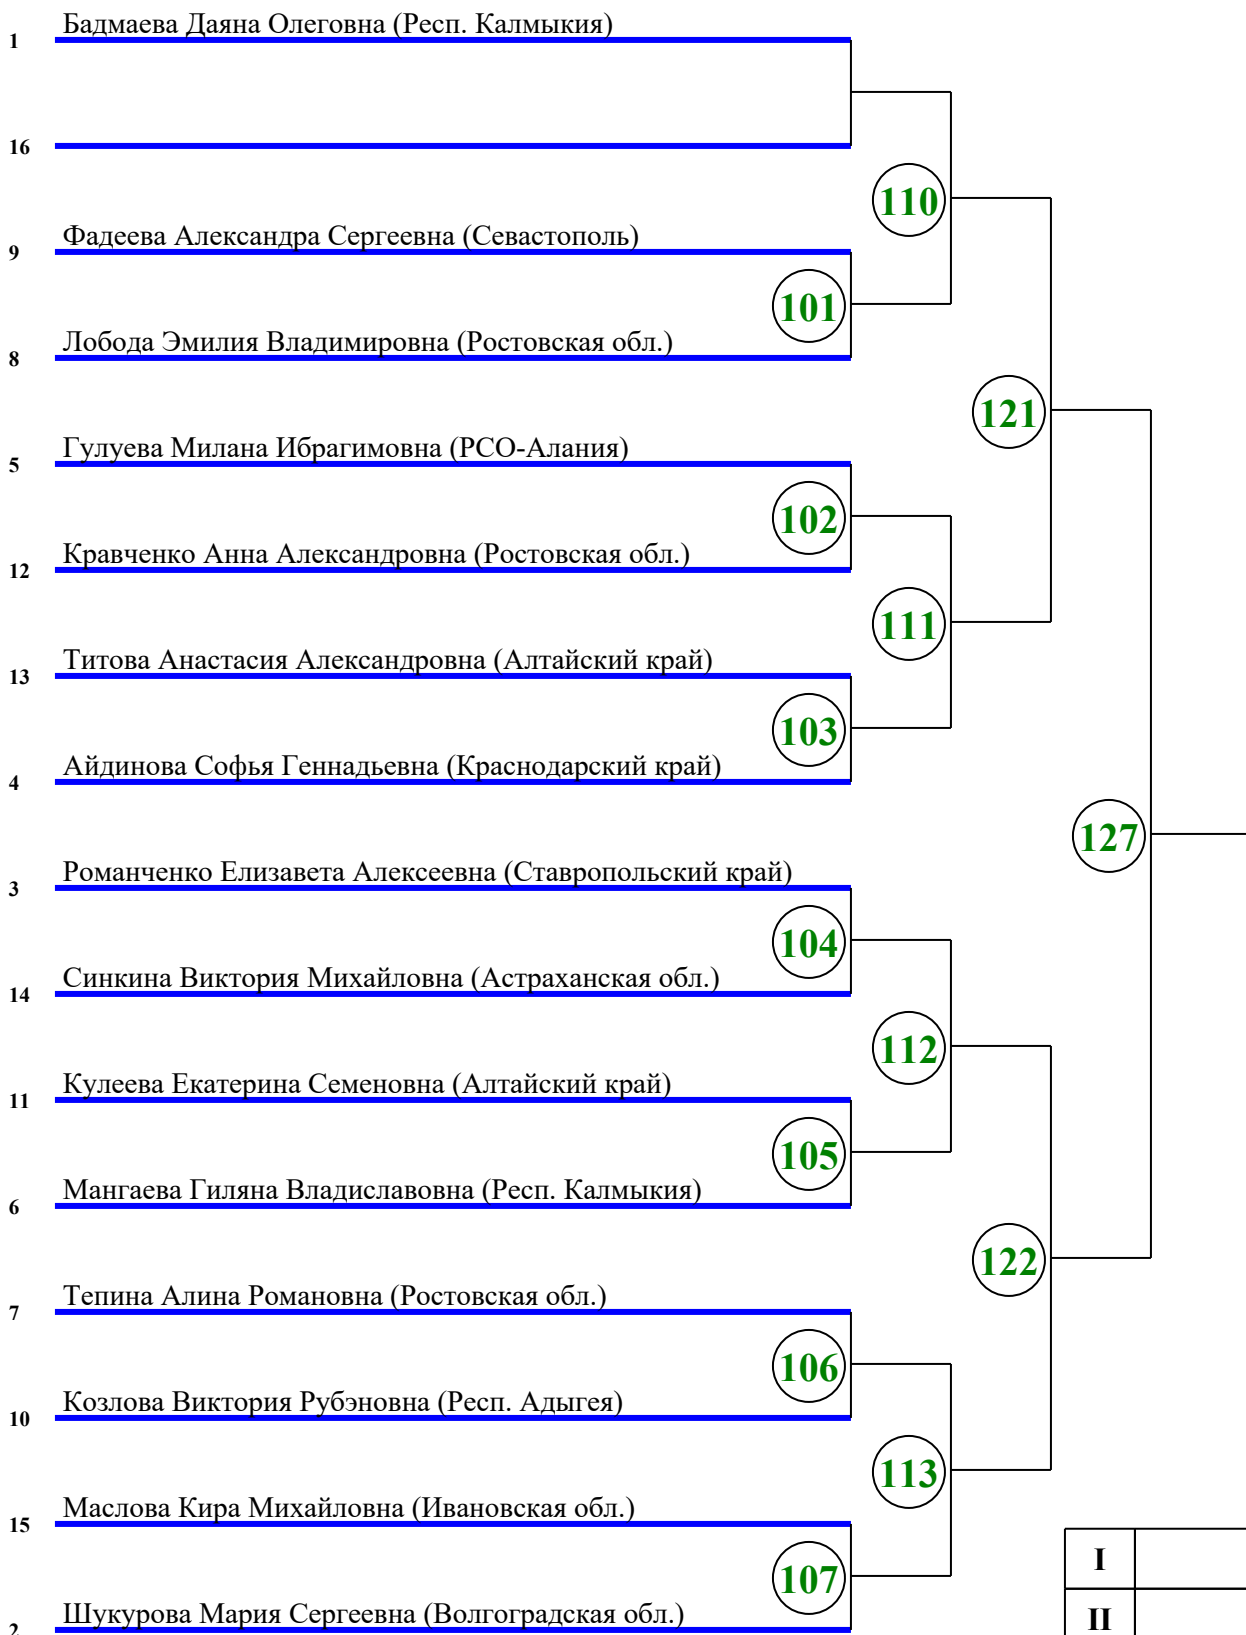 1 Бадмаева Даяна Олеговна (Респ. Калмыкия)
16
110
9 Фадеева Александра Сергеевна (Севастополь)
101
8 Лобода Эмилия Владимировна (Ростовская обл.)
121
5 Гулуева Милана Ибрагимовна (РСО-Алания)
102
12 Кравченко Анна Александровна (Ростовская обл.)
111
13 Титова Анастасия Александровна (Алтайский край)
103
4 Айдинова Софья Геннадьевна (Краснодарский край)
127
3 Романченко Елизавета Алексеевна (Ставропольский край)
104
14 Синкина Виктория Михайловна (Астраханская обл.)
112
11 Кулеева Екатерина Семеновна (Алтайский край)
105
6 Мангаева Гиляна Владиславовна (Респ. Калмыкия)
122
7 Тепина Алина Романовна (Ростовская обл.)
106
10 Козлова Виктория Рубэновна (Респ. Адыгея)
113
15 Маслова Кира Михайловна (Ивановская обл.)
107
I
2 Шукурова Мария Сергеевна (Волгоградская обл.)
II